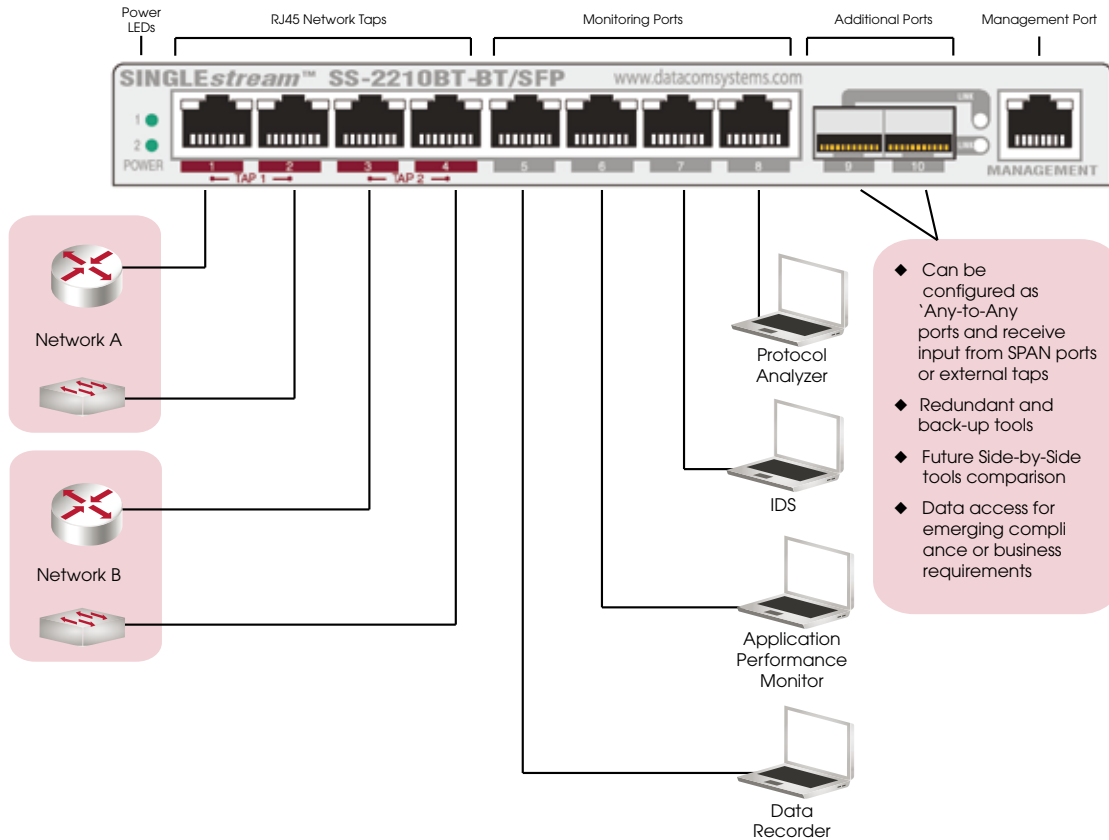 Power
LEDs
RJ45 Network Taps
Monitoring Ports
Additional Ports
Management Port
SINGLEstream™ SS-2210BT-BT/SFP
www.datacomsystems.com
LINK
1
2
POWER
LINK
1
2
3
4
5
6
7
8
9
10
TAP 1
TAP 2
MANAGEMENT
Network A
Network B
Protocol
Analyzer
IDS
Application
Performance
Monitor
Data
Recorder
◆ Can be
configured as
‘Any-to-Any
ports and receive
input from SPAN ports
or external taps
◆ Redundant and
back-up tools
◆ Future Side-by-Side
tools comparison
◆ Data access for
emerging compli
ance or business
requirements